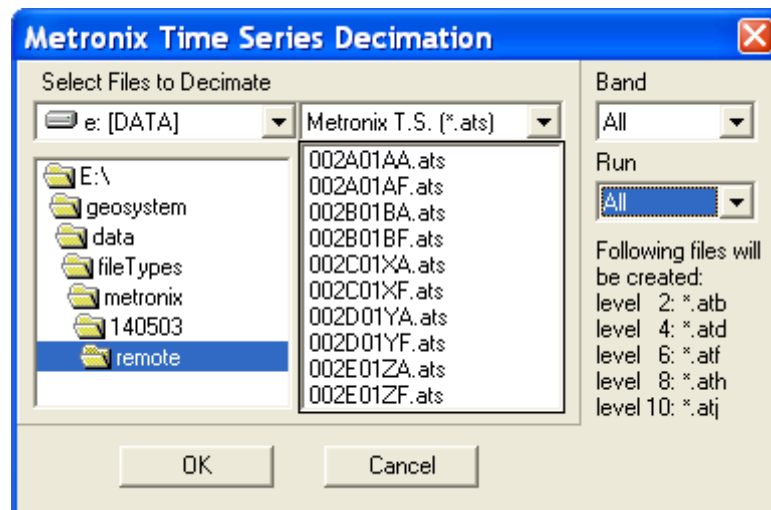 Metronix Time Series Decimation
Select Files to Decimate
e: [DATA]
Metronix T.S. (*.ats)
E:\
geosystem
data
fileTypes
metronix
140503
remote
002A01AA.ats
002A01AF.ats
002B01BA.ats
002B01BF.ats
002C01XA.ats
002C01XF.ats
002D01YA.ats
002D01YF.ats
002E01ZA.ats
002E01ZF.ats
Band
All
Run
All
Following files will
be created:
level 2: *.atb
level 4: *.atd
level 6: *.atf
level 8: *.ath
level 10: *.atj
OK
Cancel